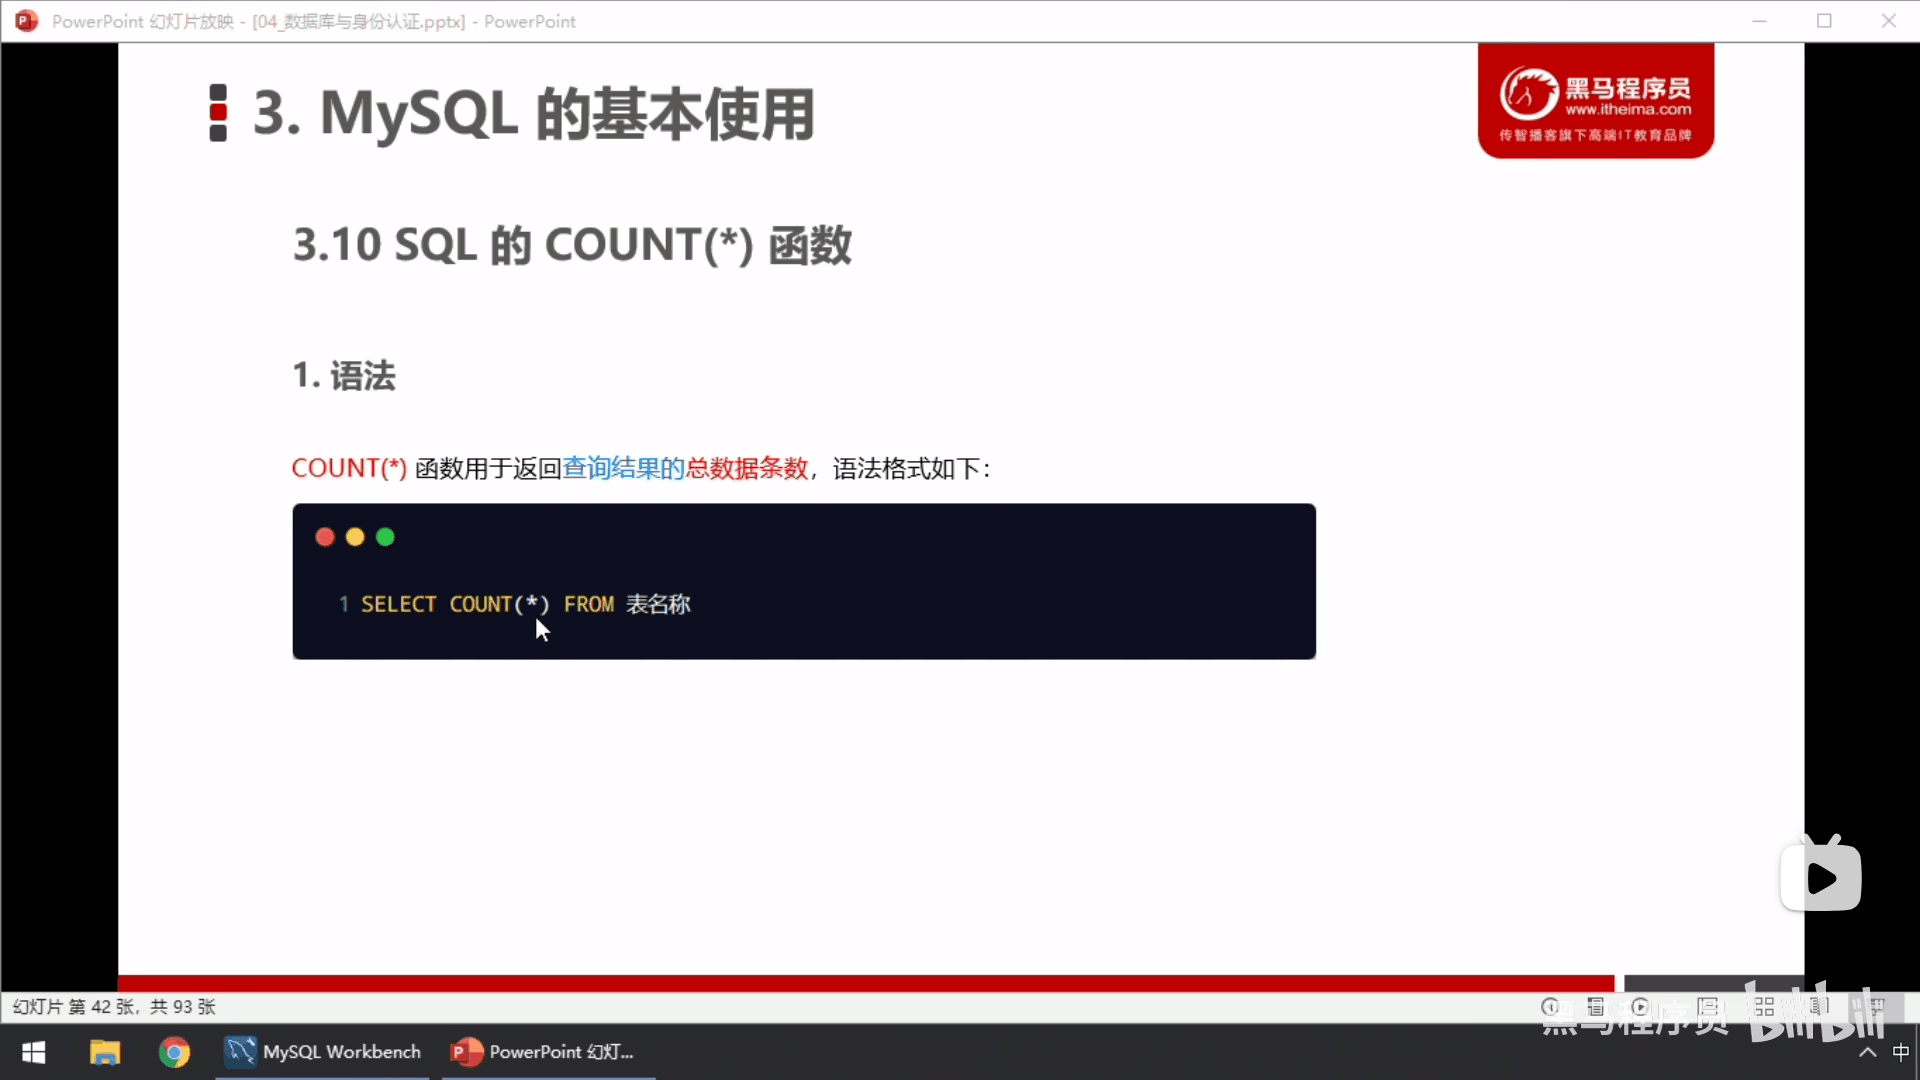 PowerPoint 幻灯片放映 - [04_数据库与身份认证.pptx] - PowerPoint
3. MySQL 的基本使用
黑马程序员
www.itheima.com
传智播客旗下高端IT教育品牌
3.10 SQL 的 COUNT(*) 函数
1. 语法
COUNT(*) 函数用于返回查询结果的总数据条数，语法格式如下：
1 SELECT COUNT(*) FROM 表名称
幻灯片 第 42 张，共 93 张
黑马程序员 bilibili
MySQL Workbench
PowerPoint 幻灯...
中